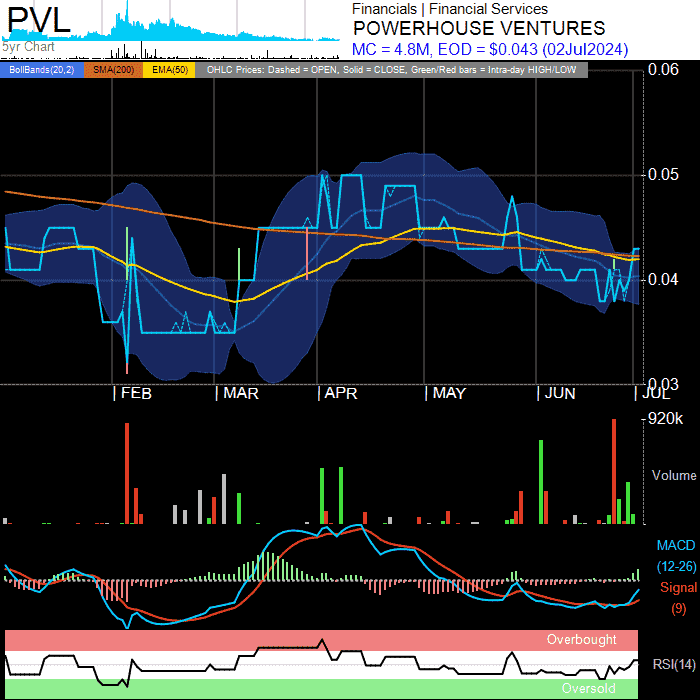 PVL
5yr Chart
Financials | Financial Services
POWERHOUSE VENTURES
MC = 4.8M, EOD = $0.043 (02Jul2024)
BollBands(20,2) SMA(200) EMA(50) OHLC Prices: Dashed = OPEN, Solid = CLOSE, Green/Red bars = Intra-day HIGH/LOW
0.06
0.05
0.04
0.03
FEB MAR APR MAY JUN JUL
920k
Volume
MACD
(12-26)
Signal
(9)
Overbought
RSI(14)
Oversold